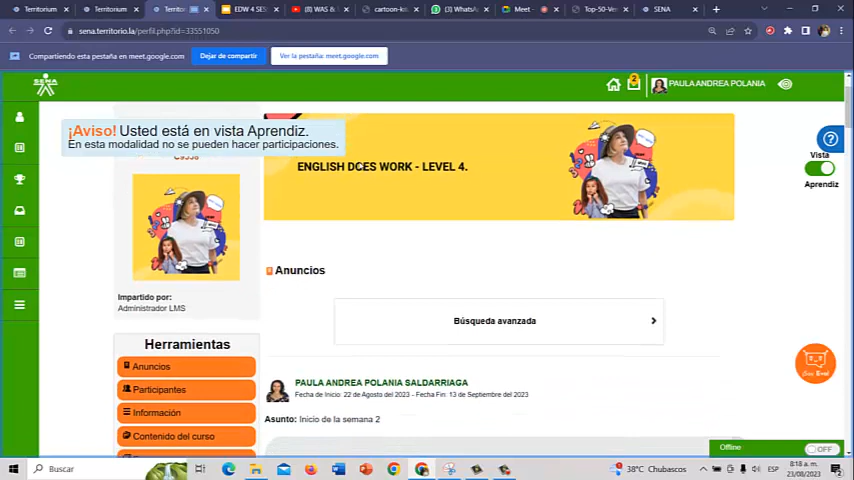 Territorium
Territorium
Territo
EDW 4 SE
(8) WAS &
cartoon-k
(3) WhatsA
Meet
Top-50-Ve
SENA
sena.territorio.la/perfil.php?id=33551050
Compartiendo esta pestaña en meet.google.com
Dejar de compartir
Ver la pestaña: meet.google.com
SENA
2
PAULA ANDREA POLANIA
¡Aviso! Usted está en vista Aprendiz.
En esta modalidad no se pueden hacer participaciones.
ENGLISH DOES WORK - LEVEL 4.
Vista
Aprendiz
Anuncios
Impartido por:
Administrador LMS
Búsqueda avanzada
Herramientas
Anuncios
Participantes
Información
Contenido del curso
PAULA ANDREA POLANIA SALDARRIAGA
Fecha de Inicio: 22 de Agosto del 2023 - Fecha Fin: 13 de Septiembre del 2023
Asunto: Inicio de la semana 2
Offline
OFF
Buscar
38°C Chubascos
ESP
8:18 a. m.
23/08/2023
2